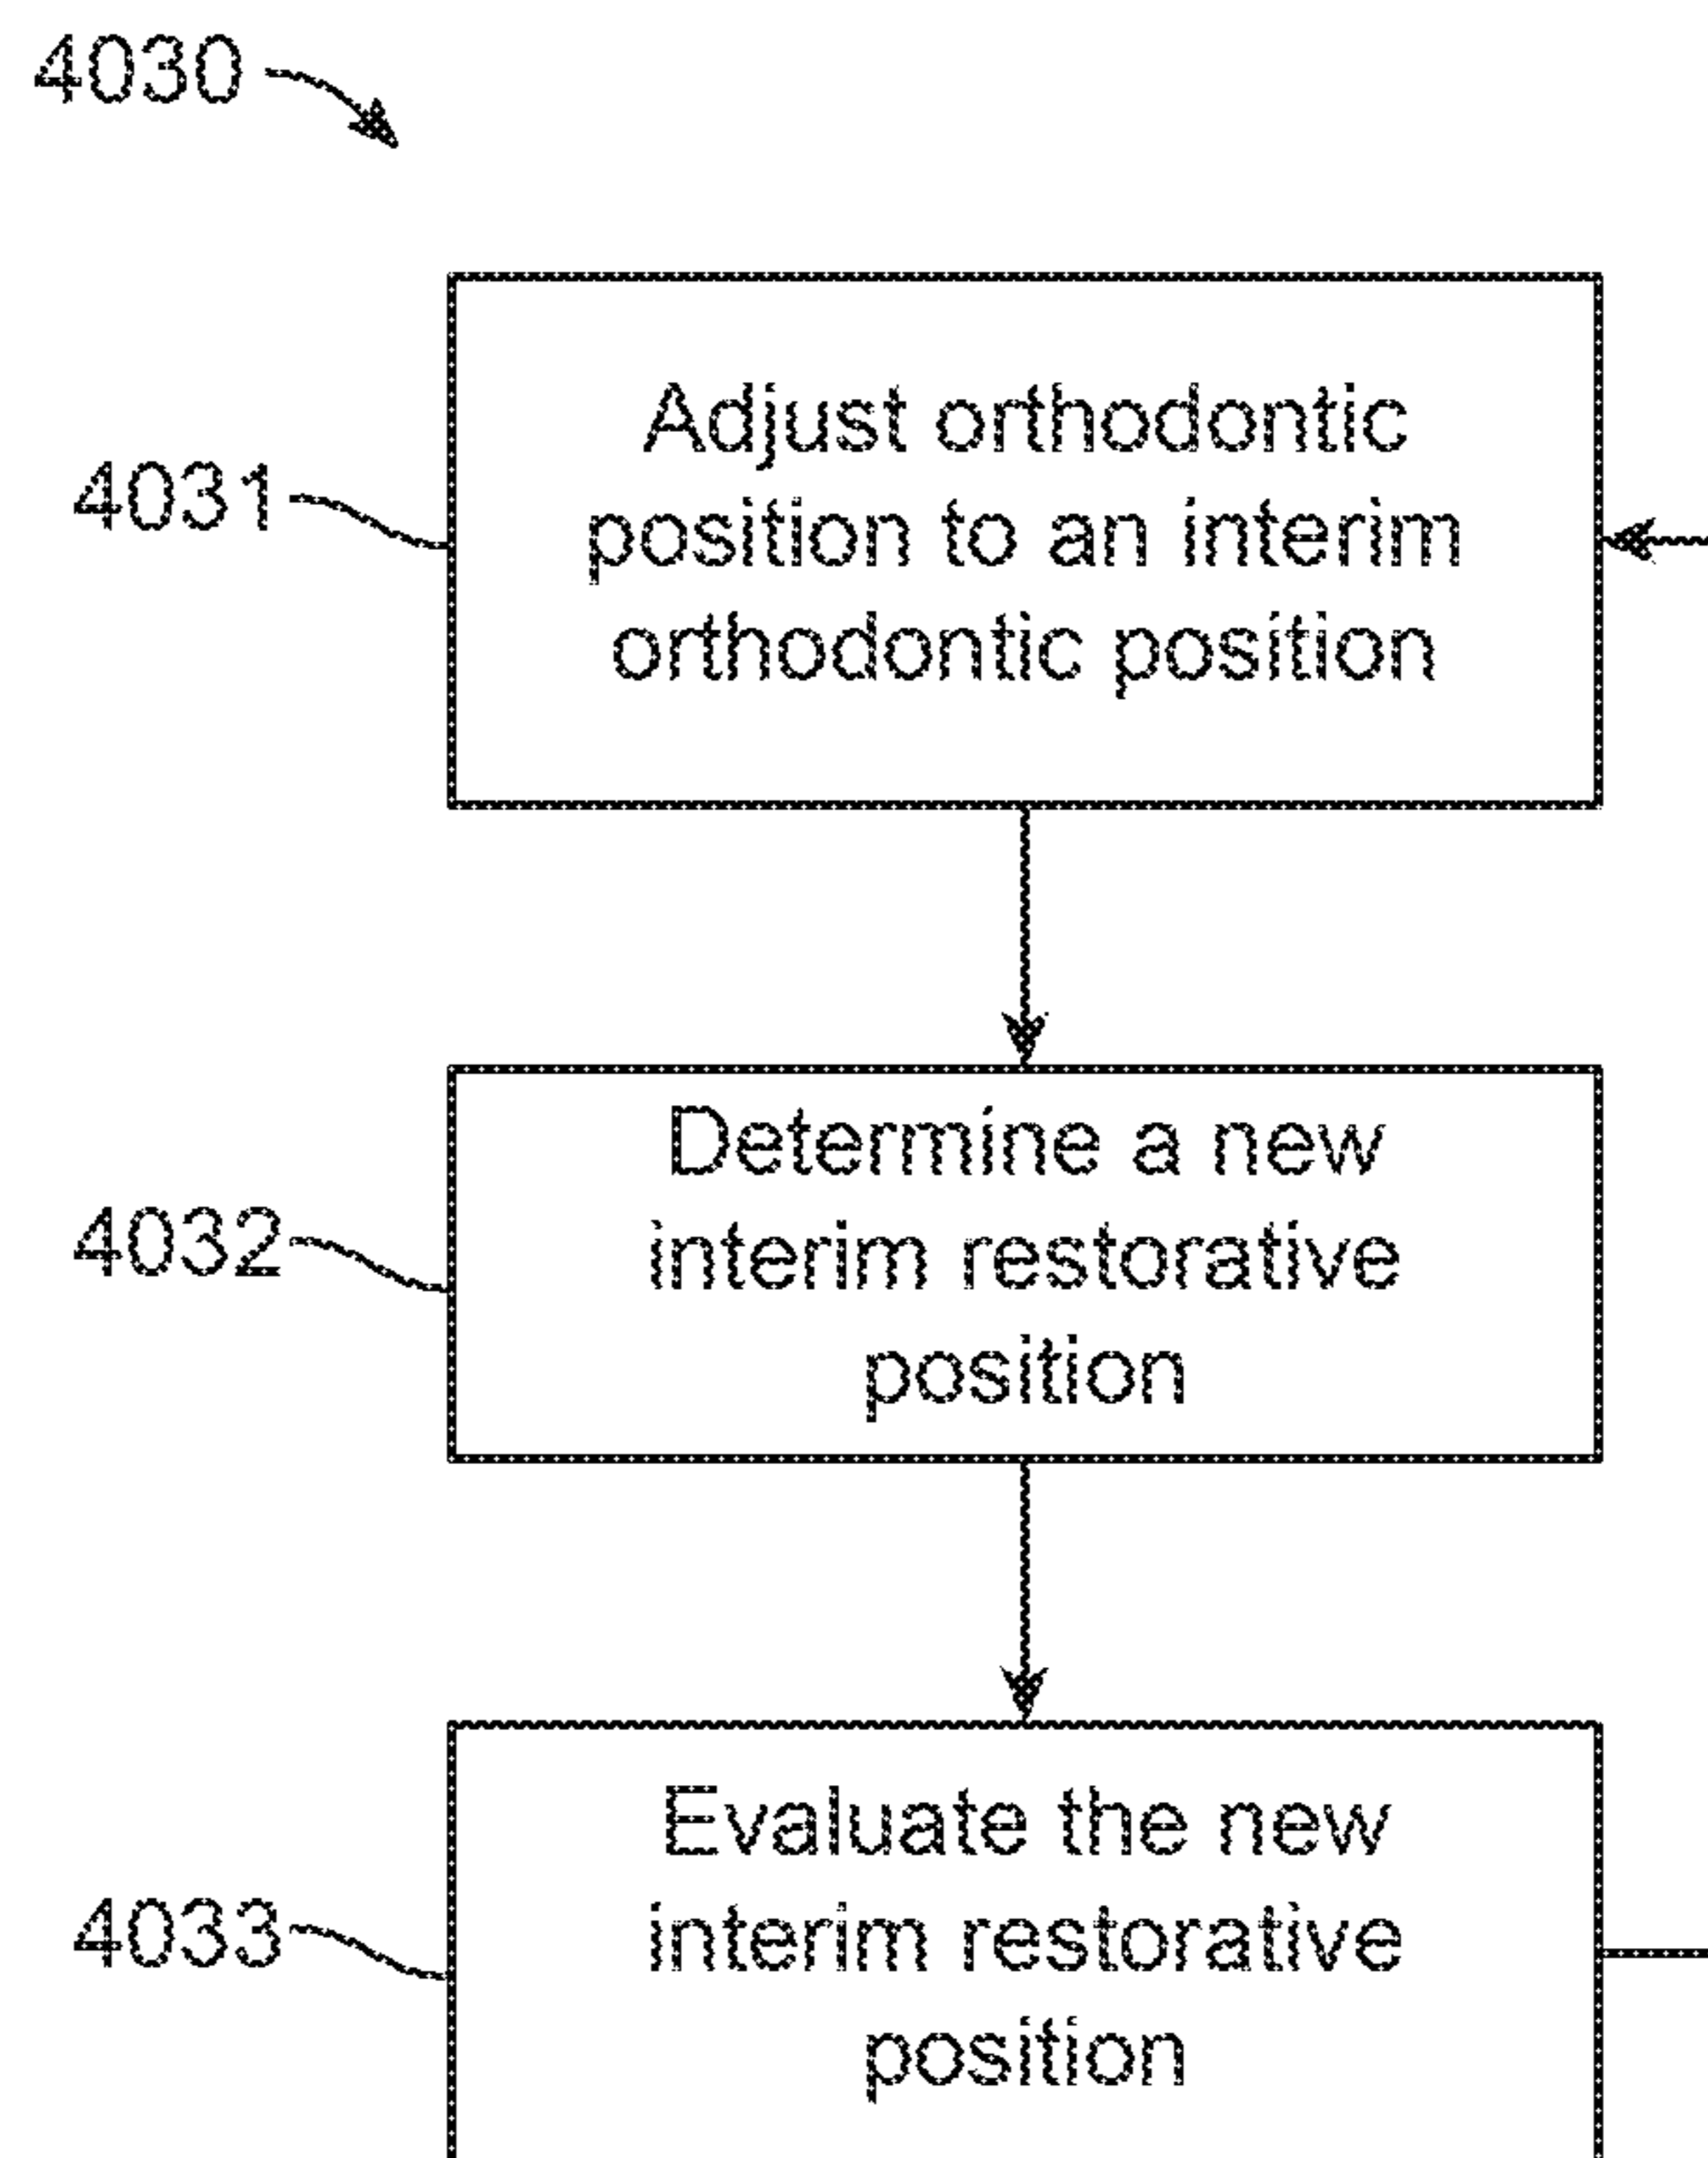 4030
Adjust orthodontic
position to an interim
orthodontic position
4031
Determine a new
interim restorative
position
4032
Evaluate the new
interim restorative
position
4033